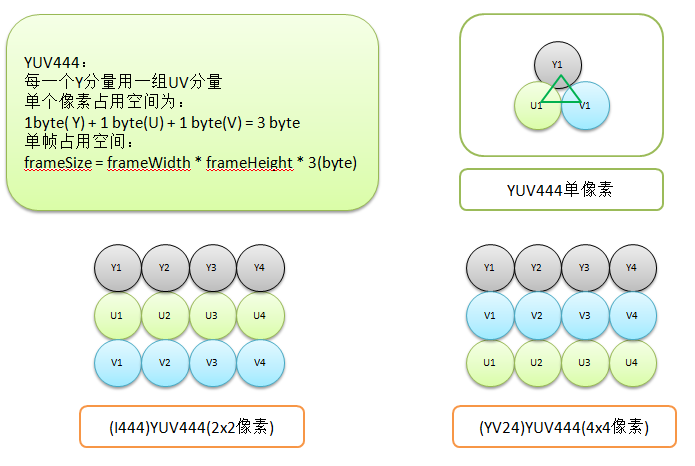 YUV444：
每一个Y分量用一组UV分量
单个像素占用空间为：
1byte( Y) + 1 byte(U) + 1 byte(V) = 3 byte
单帧占用空间：
frameSize = frameWidth * frameHeight * 3(byte)
Y1
U1 V1
YUV444单像素
Y1 Y2 Y3 Y4
U1 U2 U3 U4
V1 V2 V3 V4
(I444)YUV444(2x2像素)
Y1 Y2 Y3 Y4
V1 V2 V3 V4
U1 U2 U3 U4
(YV24)YUV444(4x4像素)